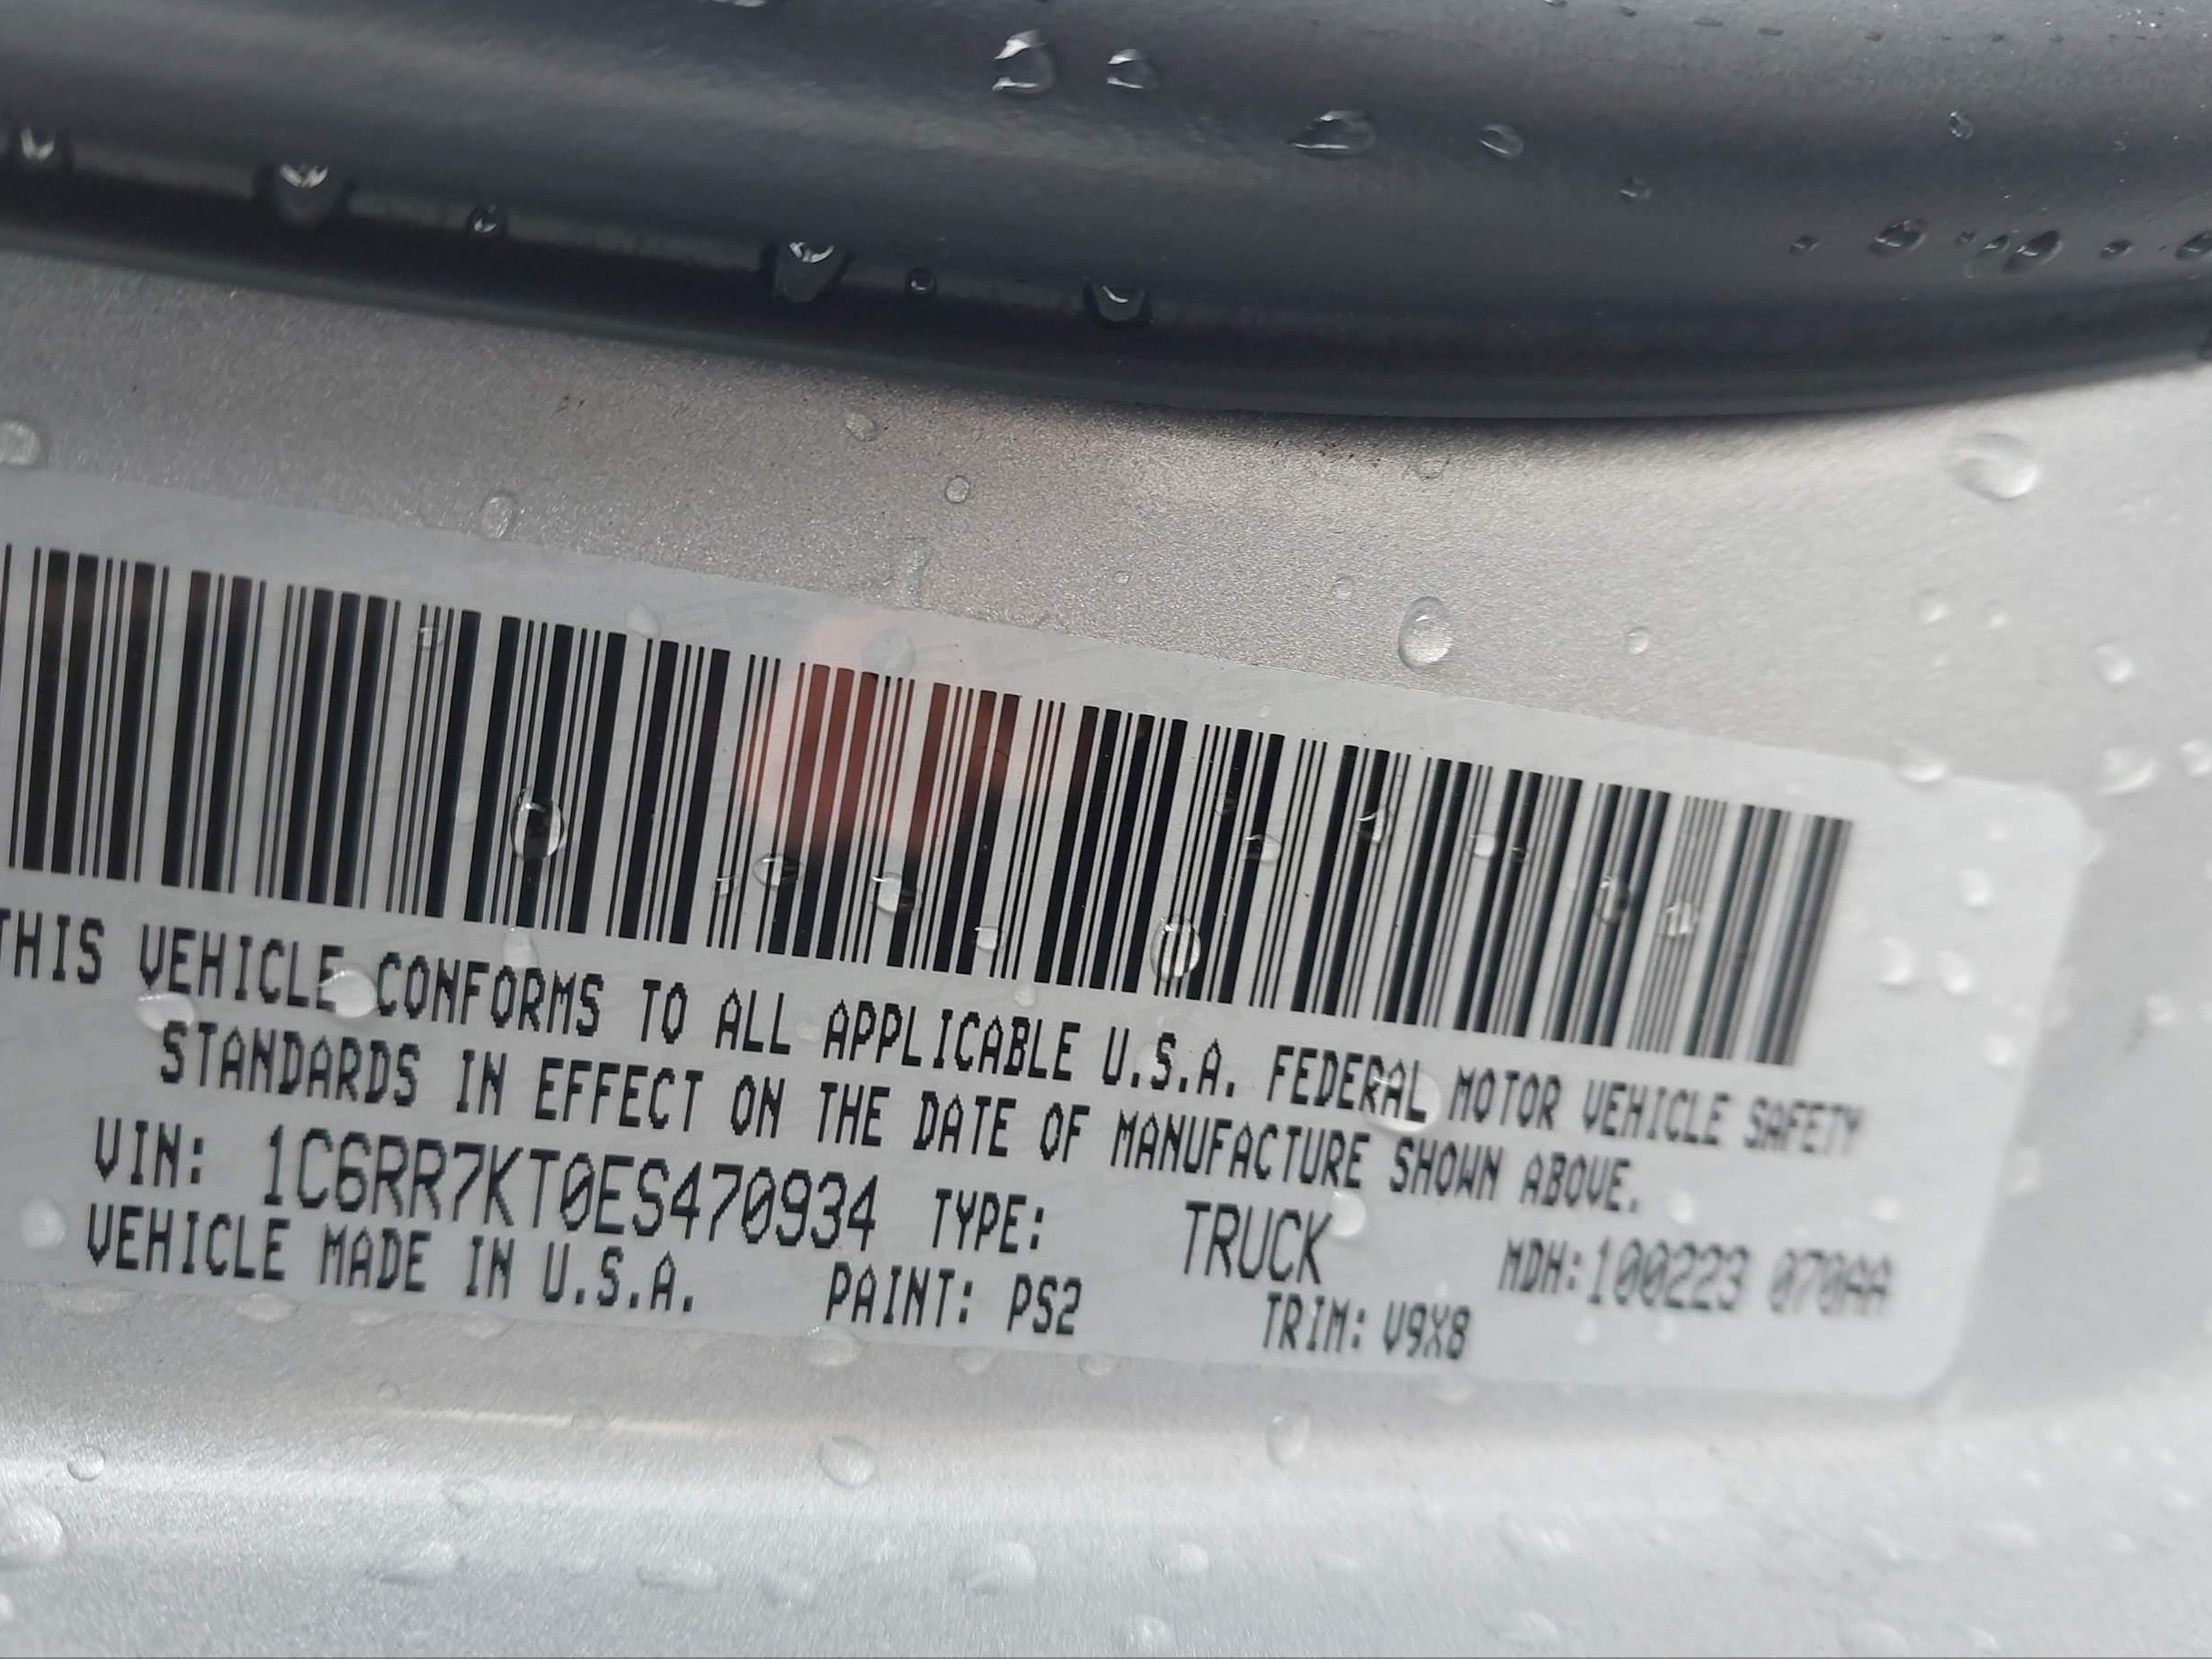 THIS VEHICLE CONFORMS TO ALL APPLICABLE U.S.A. FEDERAL MOTOR VEHICLE SAFETY
STANDARDS IN EFFECT ON THE DATE OF MANUFACTURE SHOWN ABOVE.
VIN: 1C6RR7KT0ES470934 TYPE: TRUCK MDH:100223 070AA
VEHICLE MADE IN U.S.A. PAINT: PS2 TRIM: V9X8